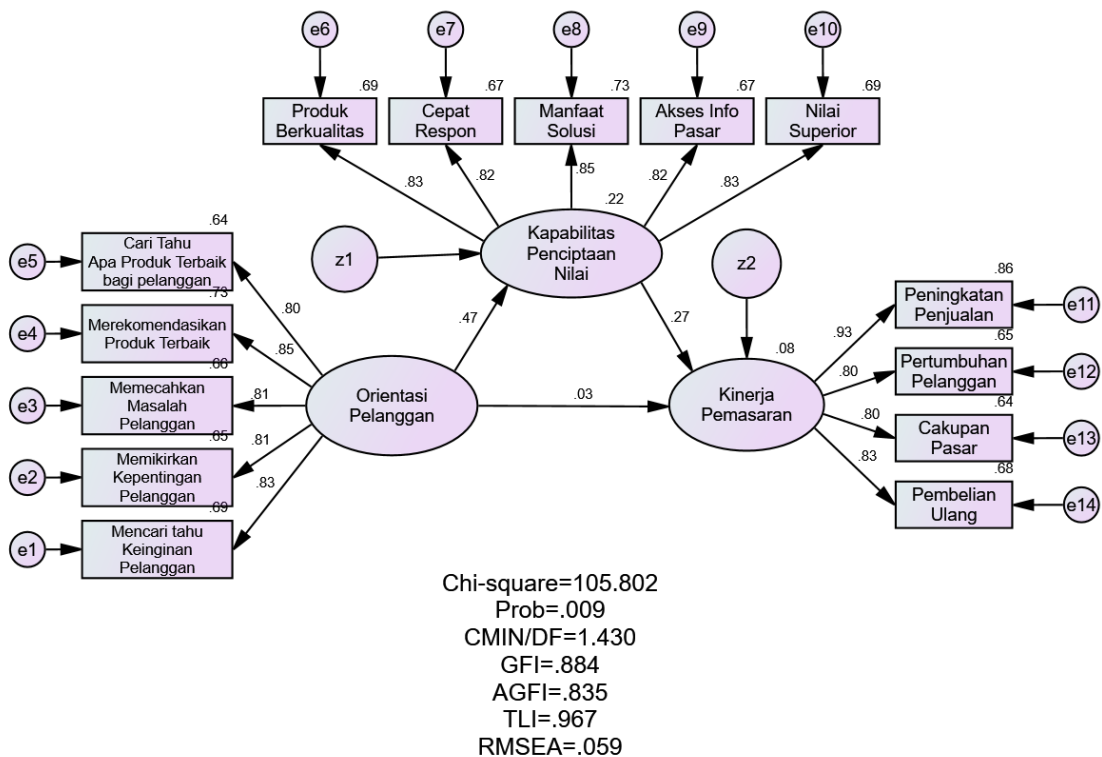 e6
e7
e8
e9
e10
.69
.67
.73
.67
.69
Produk
Berkualitas
Cepat
Respon
Manfaat
Solusi
Akses Info
Pasar
Nilai
Superior
.83
.82
.85
.82
.83
.22
Kapabilitas
Penciptaan
Nilai
z1
z2
.64
e5
Cari Tahu
Apa Produk Terbaik
bagi pelanggan
.73
e4
Merekomendasikan
Produk Terbaik
.66
e3
Memecahkan
Masalah
Pelanggan
.65
e2
Memikirkan
Kepentingan
Pelanggan
.69
e1
Mencari tahu
Keinginan
Pelanggan
.80
.85
.81
.81
.83
Orientasi
Pelanggan
.47
.27
.03
.08
Kinerja
Pemasaran
.93
.80
.80
.83
.86
Peningkatan
Penjualan
e11
.65
Pertumbuhan
Pelanggan
e12
.64
Cakupan
Pasar
e13
.68
Pembelian
Ulang
e14
Chi-square=105.802
Prob=.009
CMIN/DF=1.430
GFI=.884
AGFI=.835
TLI=.967
RMSEA=.059